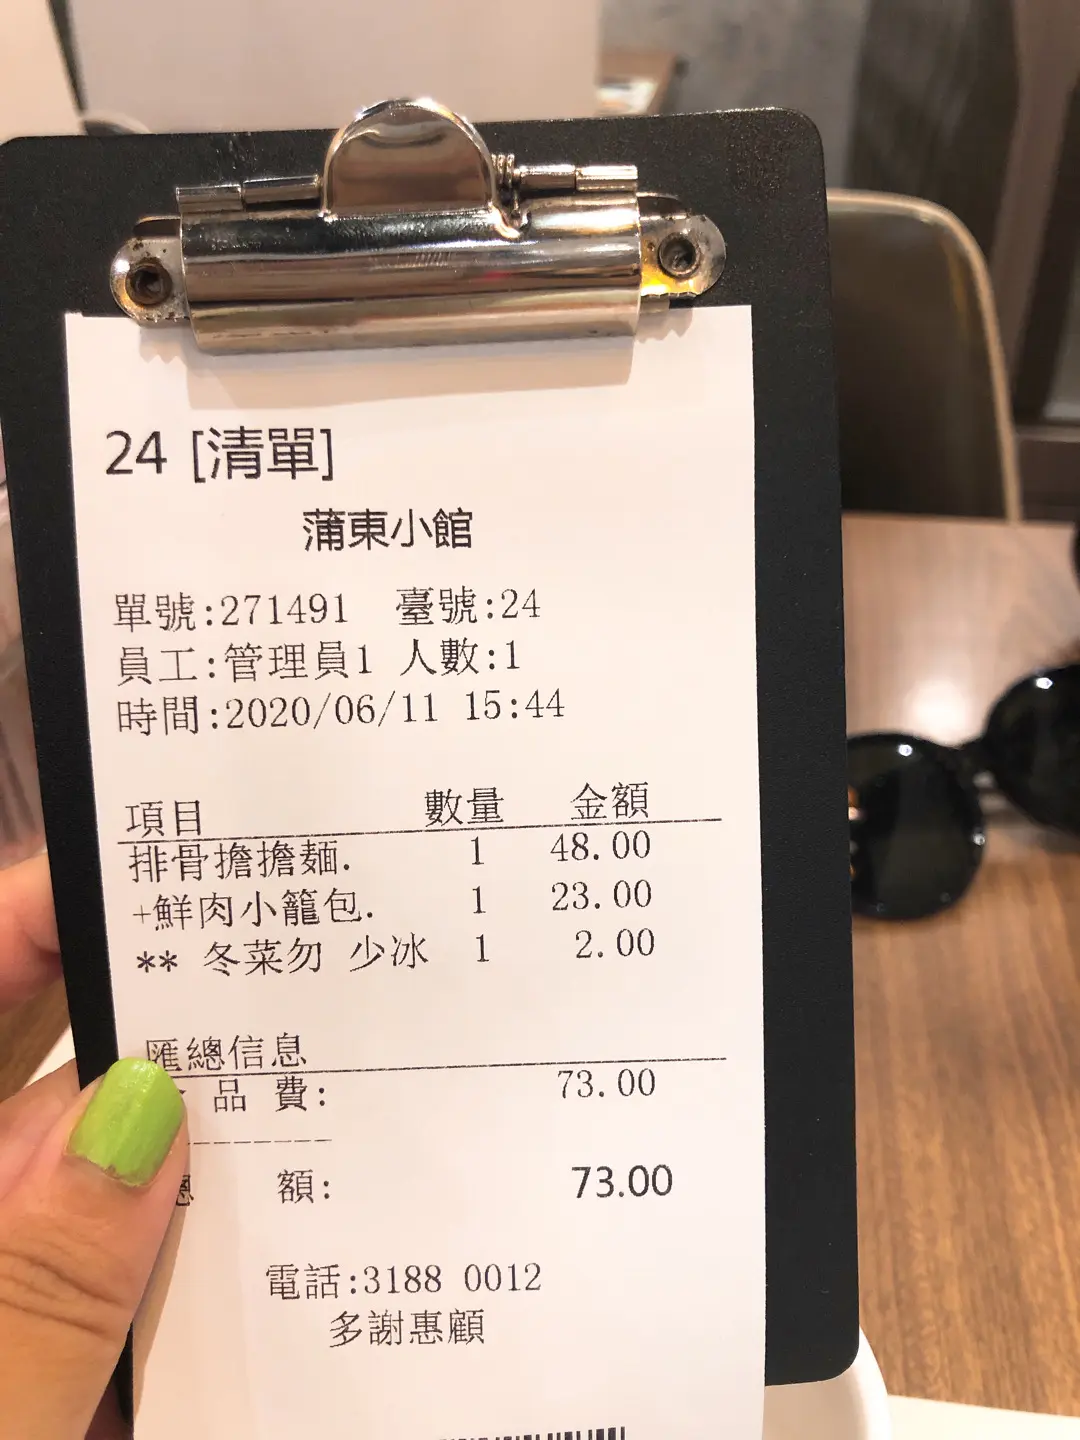 24 [清單]
蒲東小館
單號:271491 臺號:24
員工:管理員1 人數:1
時間:2020/06/11 15:44
項目 數量 金額
排骨擔擔麵. 1 48.00
+鮮肉小籠包. 1 23.00
** 冬菜勿 少冰 1 2.00
匯總信息
品 費: 73.00
額: 73.00
電話:3188 0012
多謝惠顧